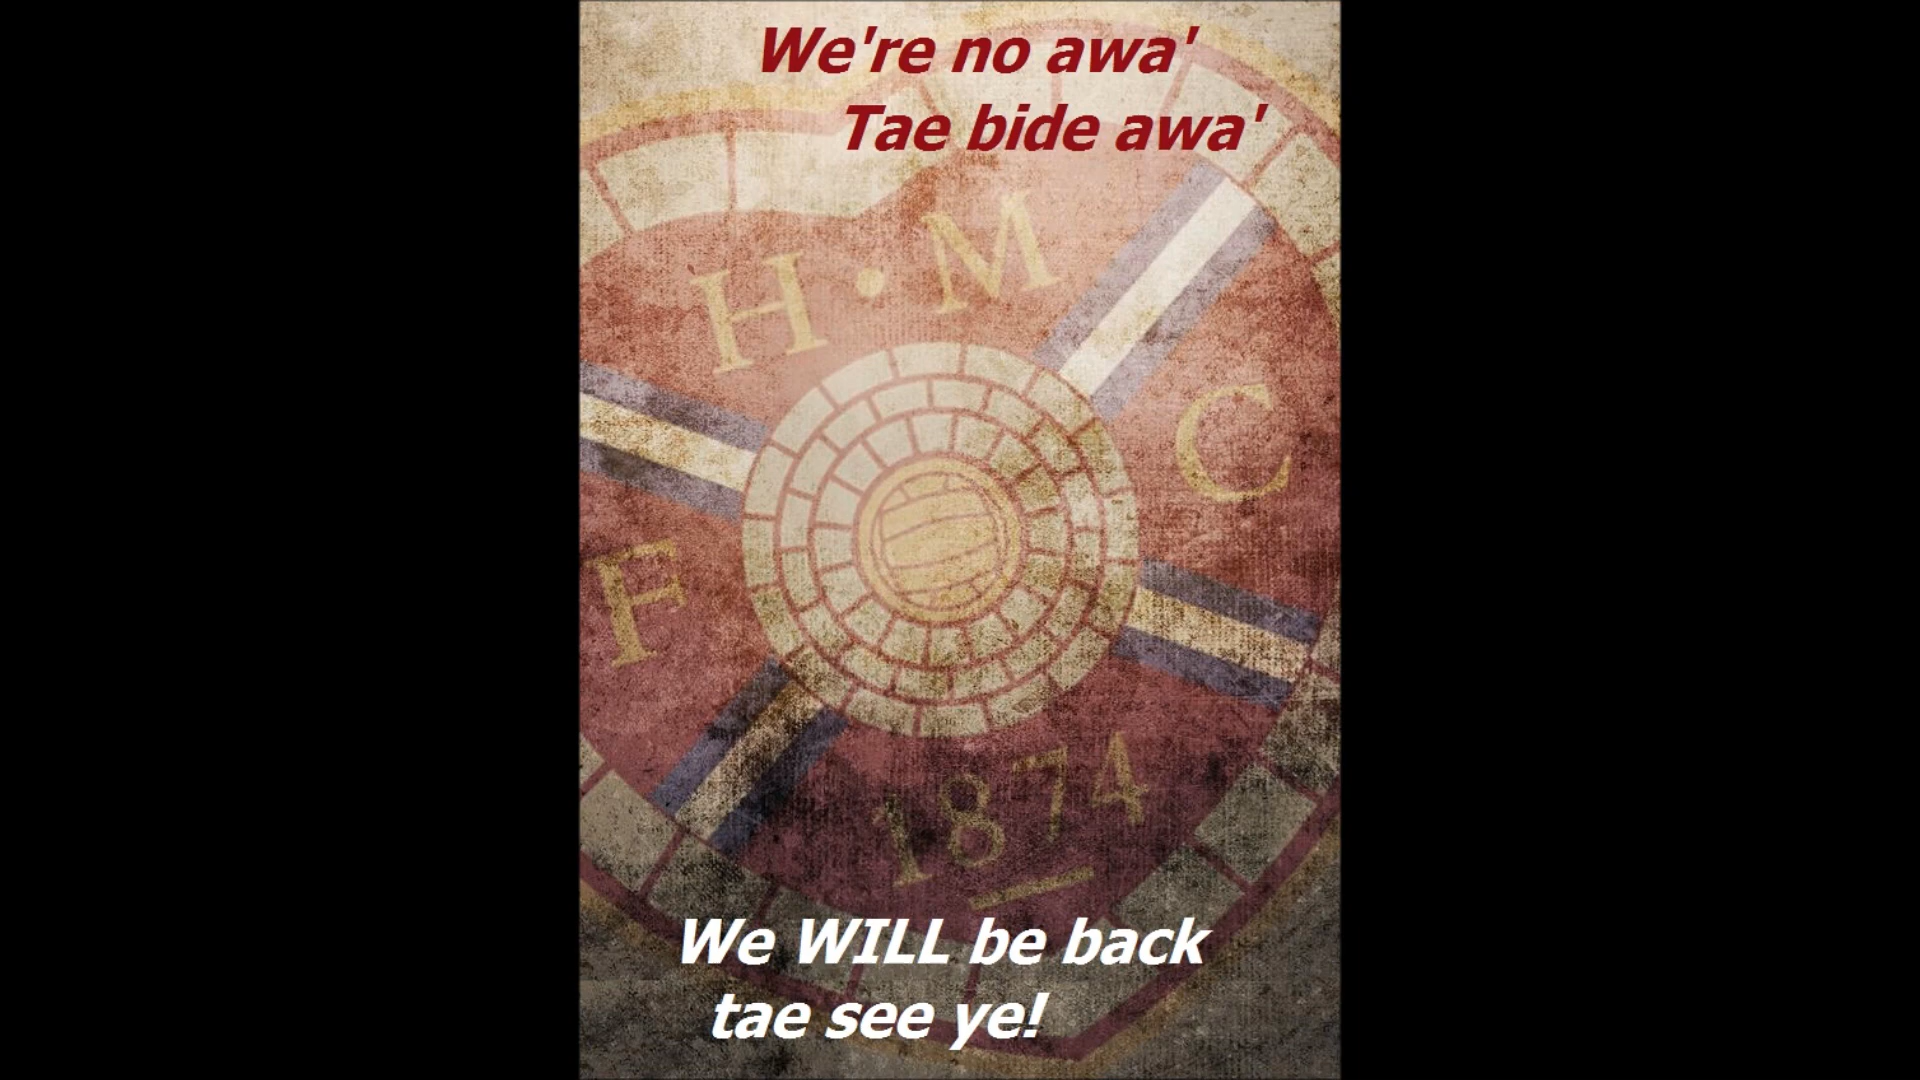 We're no awa'
Tae bide awa'
H·M
F C
1874
We WILL be back
tae see ye!